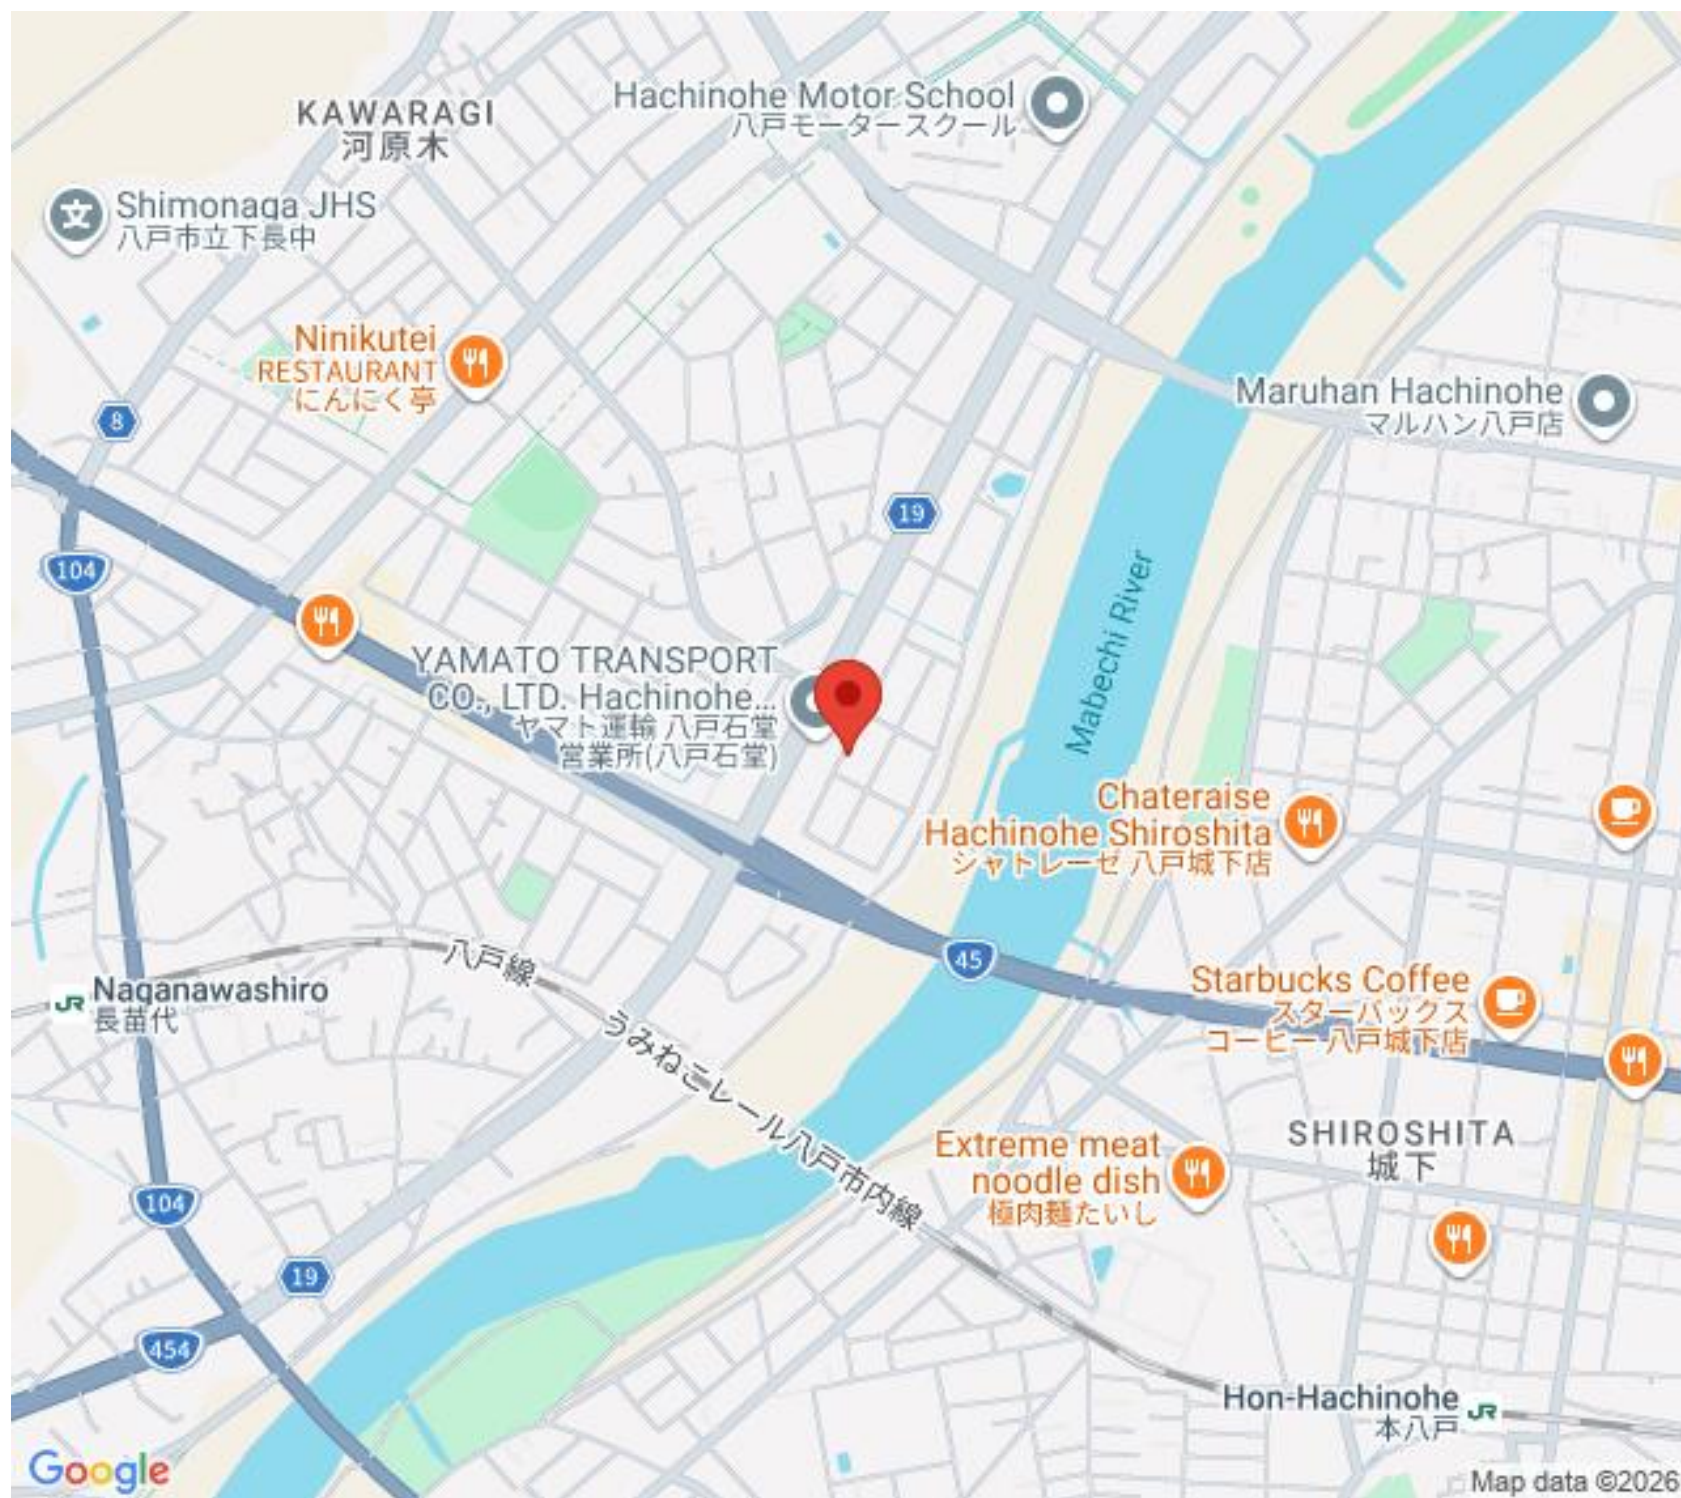 KAWARAGI
河原木
Hachinohe Motor School
八戸モータースクール
Shimonaga JHS
八戸市立下長中
Ninikutei
RESTAURANT
にんにく亭
Maruhan Hachinohe
マルハン八戸店
8
19
104
Mabechi River
YAMATO TRANSPORT
CO., LTD. Hachinohe...
ヤマト運輸 八戸石堂
営業所(八戸石堂)
Chateraise
Hachinohe Shiroshita
シャトレーゼ 八戸城下店
45
八戸線
Naganawashiro
長苗代
JR
Starbucks Coffee
スターバックス
コーヒー 八戸城下店
うみねこレール八戸市内線
Extreme meat
noodle dish
極肉麺たいし
SHIROSHITA
城下
104
19
454
Hon-Hachinohe
本八戸
JR
Google
Map data ©2026